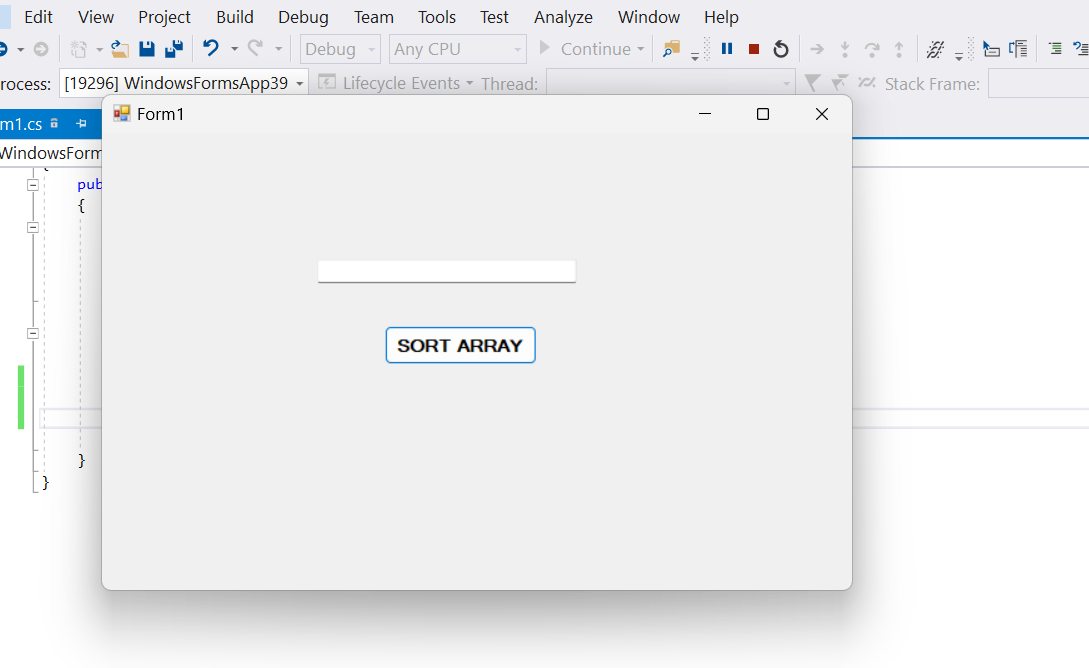 Edit View Project Build Debug Team Tools Test Analyze Window Help
Debug Any CPU Continue
rocess: [19296] WindowsFormsApp39 Lifecycle Events Thread: Stack Frame:
Form1
m1.cs
WindowsForm
{
pub
{
SORT ARRAY
}
}